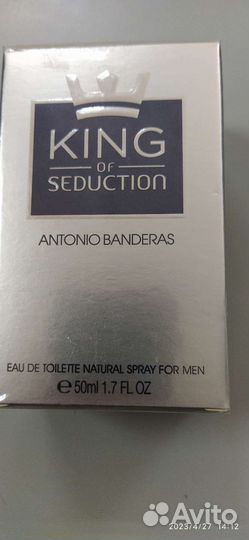 KING
OF
SEDUCTION
ANTONIO BANDERAS
EAU DE TOILETTE NATURAL SPRAY FOR MEN
℮ 50ml 1.7 FL OZ
Avito
2023/4/27 14:12